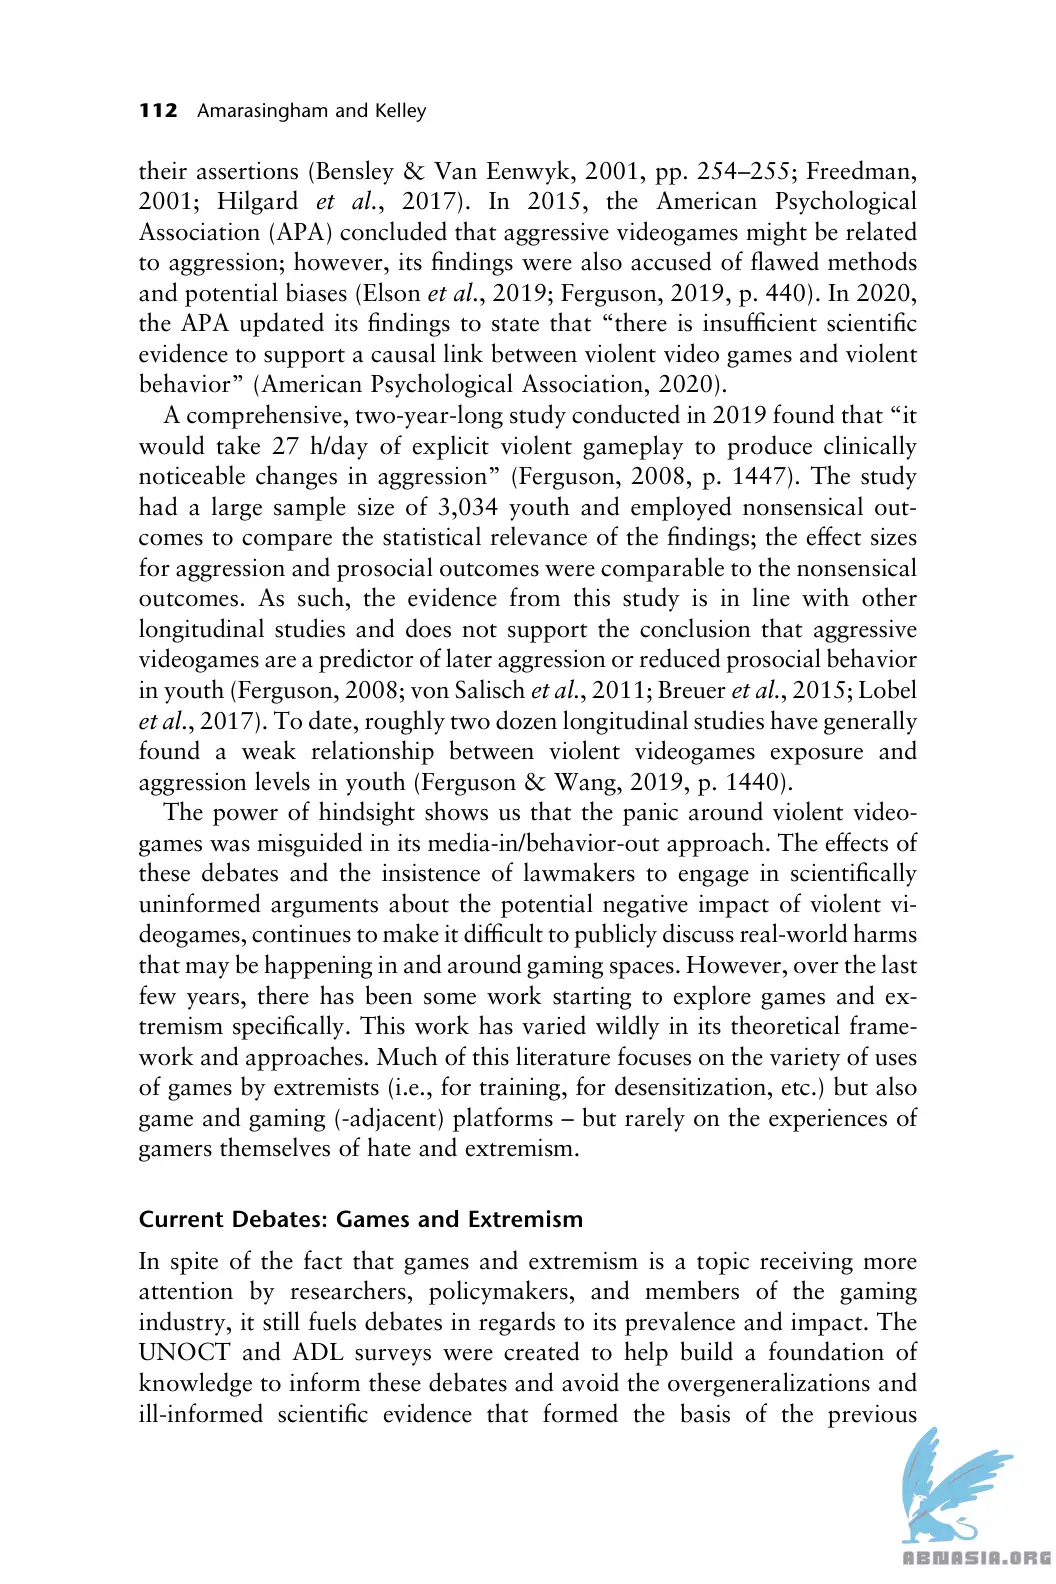 112 Amarasingham and Kelley
their assertions (Bensley & Van Eenwyk, 2001, pp. 254–255; Freedman,
2001; Hilgard et al., 2017). In 2015, the American Psychological
Association (APA) concluded that aggressive videogames might be related
to aggression; however, its findings were also accused of flawed methods
and potential biases (Elson et al., 2019; Ferguson, 2019, p. 440). In 2020,
the APA updated its findings to state that “there is insufficient scientific
evidence to support a causal link between violent video games and violent
behavior” (American Psychological Association, 2020).
A comprehensive, two-year-long study conducted in 2019 found that “it
would take 27 h/day of explicit violent gameplay to produce clinically
noticeable changes in aggression” (Ferguson, 2008, p. 1447). The study
had a large sample size of 3,034 youth and employed nonsensical out-
comes to compare the statistical relevance of the findings; the effect sizes
for aggression and prosocial outcomes were comparable to the nonsensical
outcomes. As such, the evidence from this study is in line with other
longitudinal studies and does not support the conclusion that aggressive
videogames are a predictor of later aggression or reduced prosocial behavior
in youth (Ferguson, 2008; von Salisch et al., 2011; Breuer et al., 2015; Lobel
et al., 2017). To date, roughly two dozen longitudinal studies have generally
found a weak relationship between violent videogames exposure and
aggression levels in youth (Ferguson & Wang, 2019, p. 1440).
The power of hindsight shows us that the panic around violent video-
games was misguided in its media-in/behavior-out approach. The effects of
these debates and the insistence of lawmakers to engage in scientifically
uninformed arguments about the potential negative impact of violent vi-
deogames, continues to make it difficult to publicly discuss real-world harms
that may be happening in and around gaming spaces. However, over the last
few years, there has been some work starting to explore games and ex-
tremism specifically. This work has varied wildly in its theoretical frame-
work and approaches. Much of this literature focuses on the variety of uses
of games by extremists (i.e., for training, for desensitization, etc.) but also
game and gaming (-adjacent) platforms – but rarely on the experiences of
gamers themselves of hate and extremism.
Current Debates: Games and Extremism
In spite of the fact that games and extremism is a topic receiving more
attention by researchers, policymakers, and members of the gaming
industry, it still fuels debates in regards to its prevalence and impact. The
UNOCT and ADL surveys were created to help build a foundation of
knowledge to inform these debates and avoid the overgeneralizations and
ill-informed scientific evidence that formed the basis of the previous
ABNASIA.ORG